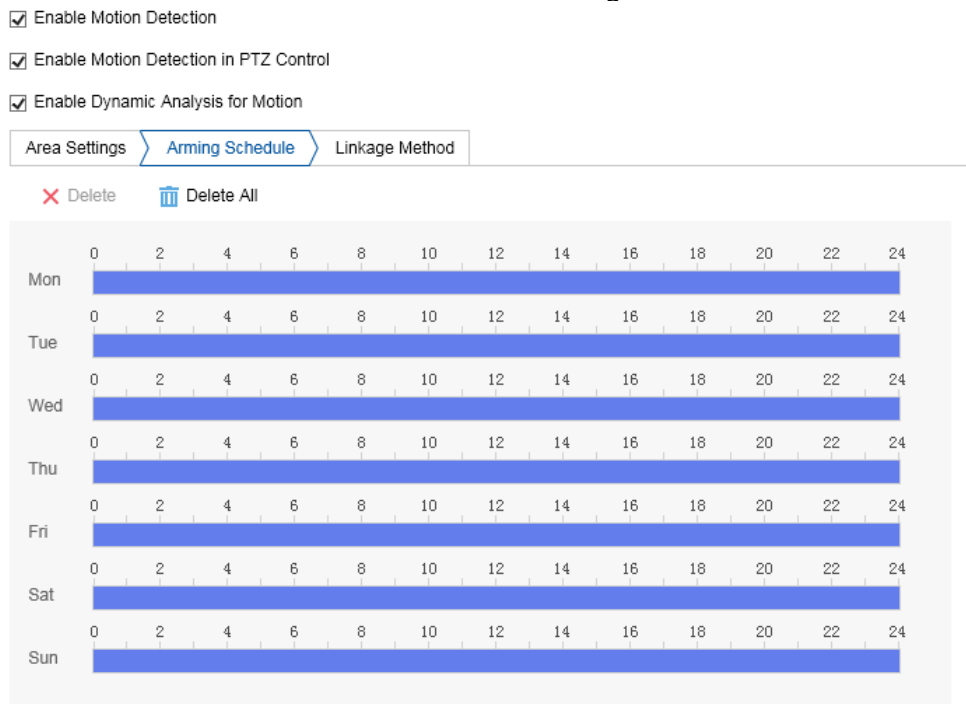 Enable Motion Detection
Enable Motion Detection in PTZ Control
Enable Dynamic Analysis for Motion
Area Settings Arming Schedule Linkage Method
Delete Delete All
0 2 4 6 8 10 12 14 16 18 20 22 24
Mon
0 2 4 6 8 10 12 14 16 18 20 22 24
Tue
0 2 4 6 8 10 12 14 16 18 20 22 24
Wed
0 2 4 6 8 10 12 14 16 18 20 22 24
Thu
0 2 4 6 8 10 12 14 16 18 20 22 24
Fri
0 2 4 6 8 10 12 14 16 18 20 22 24
Sat
0 2 4 6 8 10 12 14 16 18 20 22 24
Sun